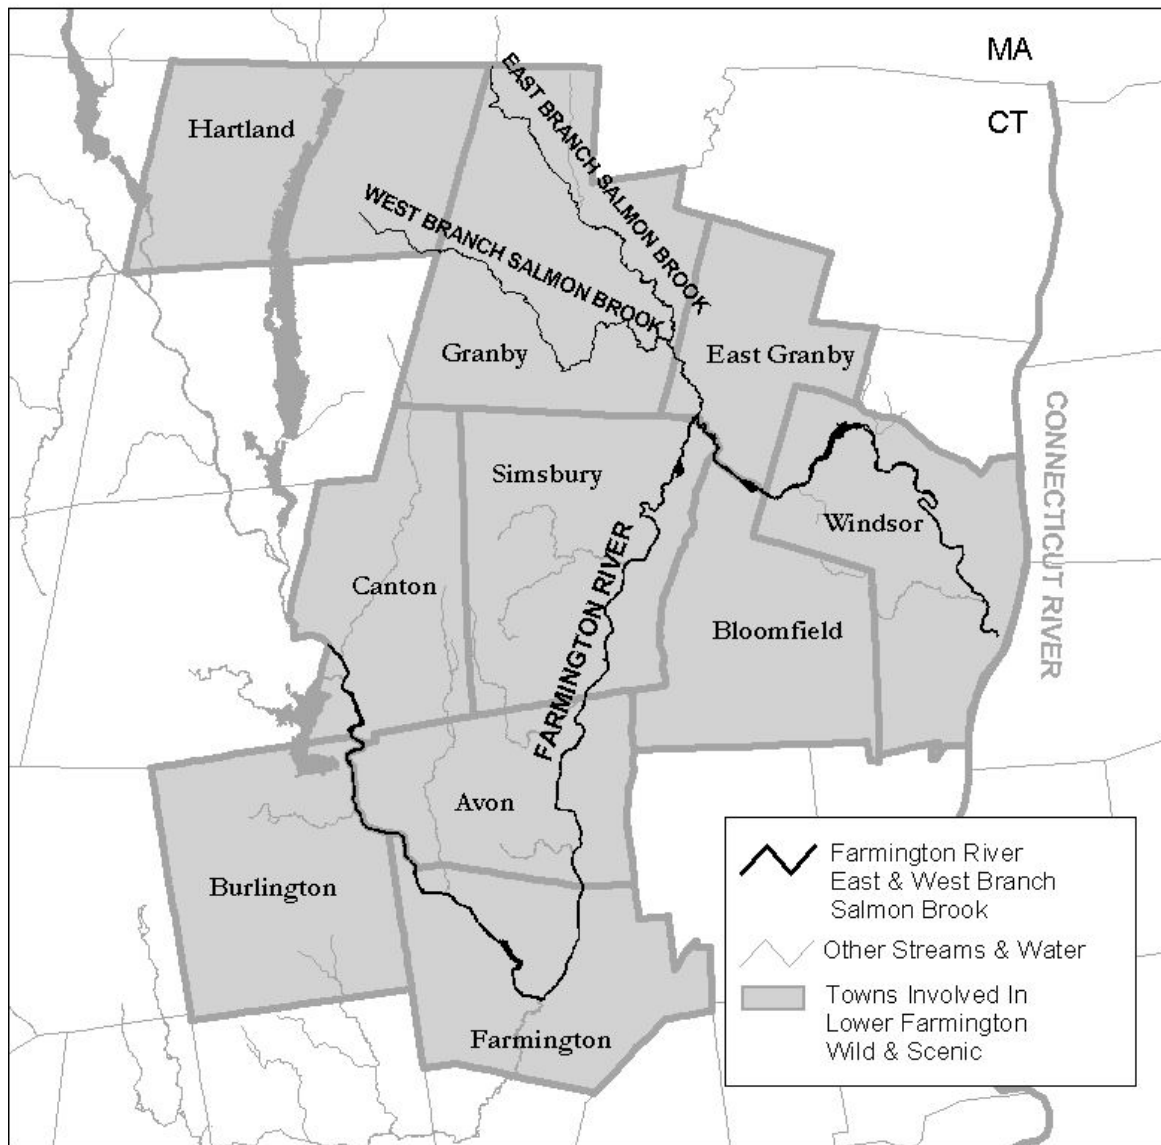 MA
CT
Hartland
EAST BRANCH SALMON BROOK
WEST BRANCH SALMON BROOK
Granby
East Granby
CONNECTICUT RIVER
Simsbury
Windsor
FARMINGTON RIVER
Canton
Bloomfield
Avon
Burlington
Farmington
Farmington River
East & West Branch
Salmon Brook
Other Streams & Water
Towns Involved In
Lower Farmington
Wild & Scenic